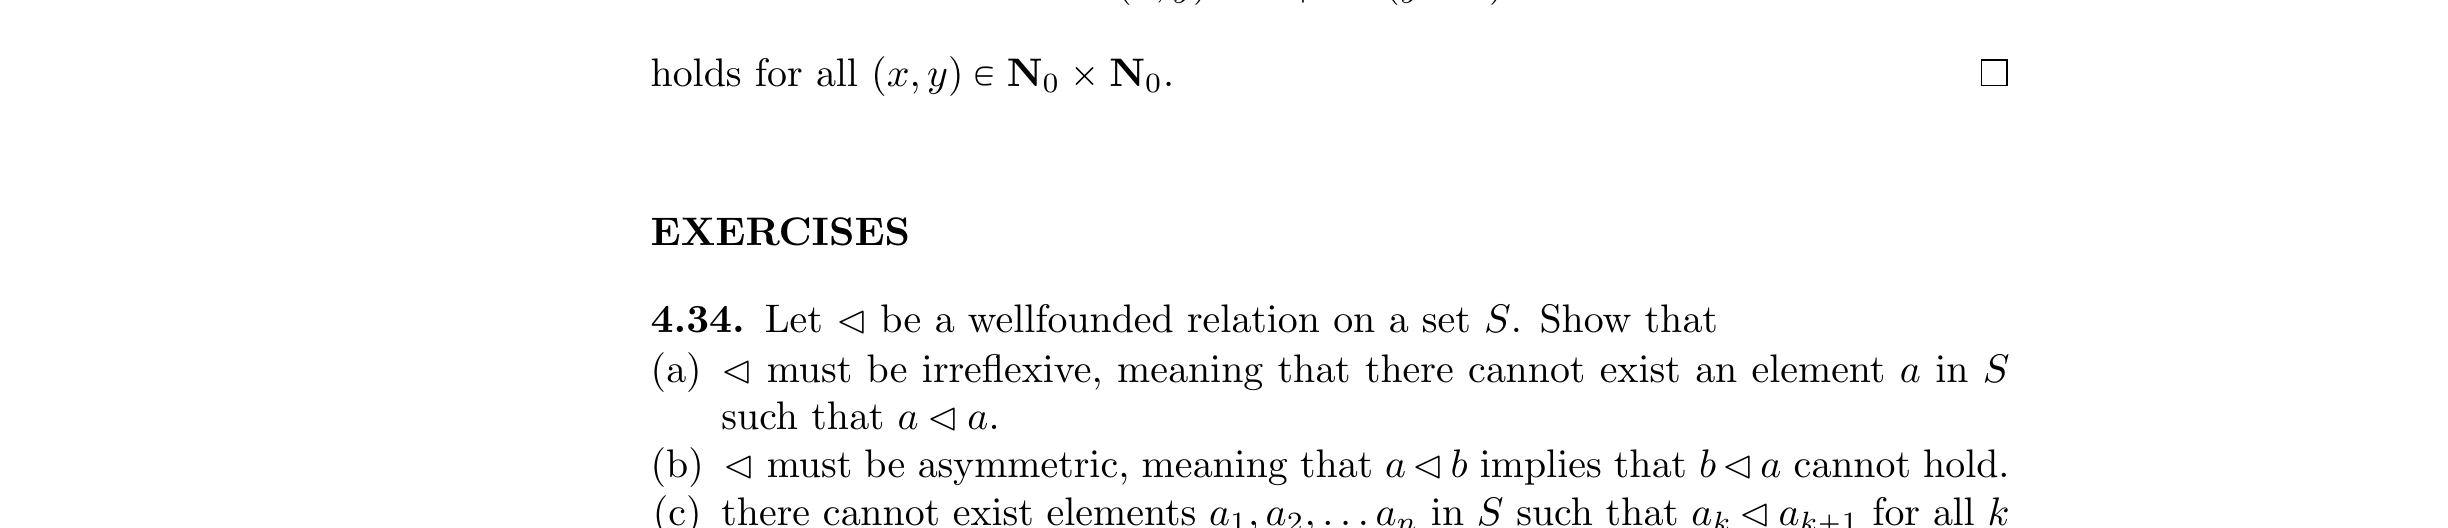 holds for all (x, y) ∈ N₀ × N₀. □
EXERCISES
4.34. Let ◁ be a wellfounded relation on a set S. Show that
(a) ◁ must be irreflexive, meaning that there cannot exist an element a in S
such that a ◁ a.
(b) ◁ must be asymmetric, meaning that a ◁ b implies that b ◁ a cannot hold.
(c) there cannot exist elements a₁, a₂, . . . aₙ in S such that aₖ ◁ aₖ₊₁ for all k